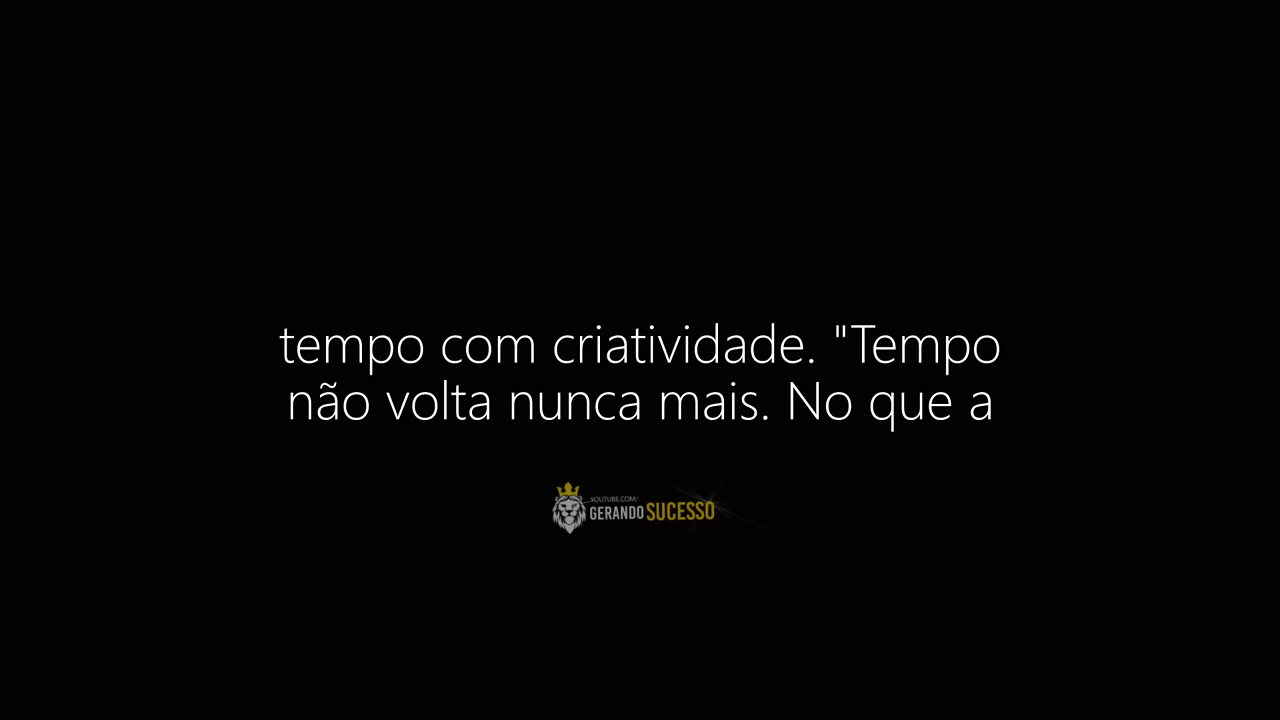 tempo com criatividade. "Tempo
não volta nunca mais. No que a
YOUTUBE.COM/
GERANDO SUCESSO